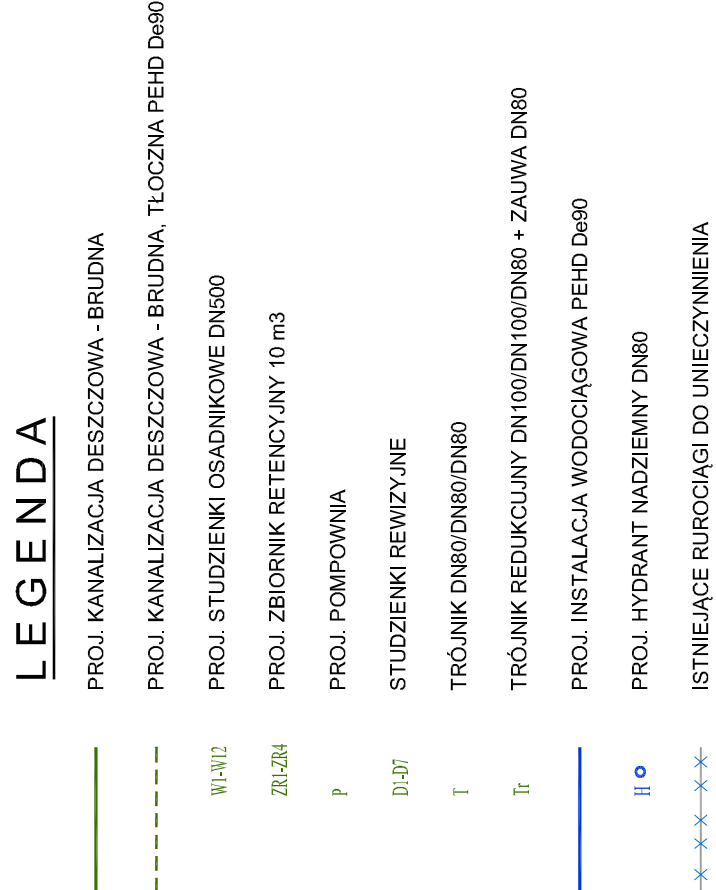 LEGENDA
PROJ. KANALIZACJA DESZCZOWA - BRUDNA
PROJ. KANALIZACJA DESZCZOWA - BRUDNA, TŁOCZNA PEHD De90
W1-W12 PROJ. STUDZIENKI OSADNIKOWE DN500
ZR1-ZR4 PROJ. ZBIORNIK RETENCYJNY 10 m3
P PROJ. POMPOWNIA
D1-D7 STUDZIENKI REWIZYJNE
T TRÓJNIK DN80/DN80/DN80
Tr TRÓJNIK REDUKCUJNY DN100/DN100/DN80 + ZAUWA DN80
PROJ. INSTALACJA WODOCIĄGOWA PEHD De90
H PROJ. HYDRANT NADZIEMNY DN80
ISTNIEJĄCE RUROCIĄGI DO UNIECZYNNIENIA